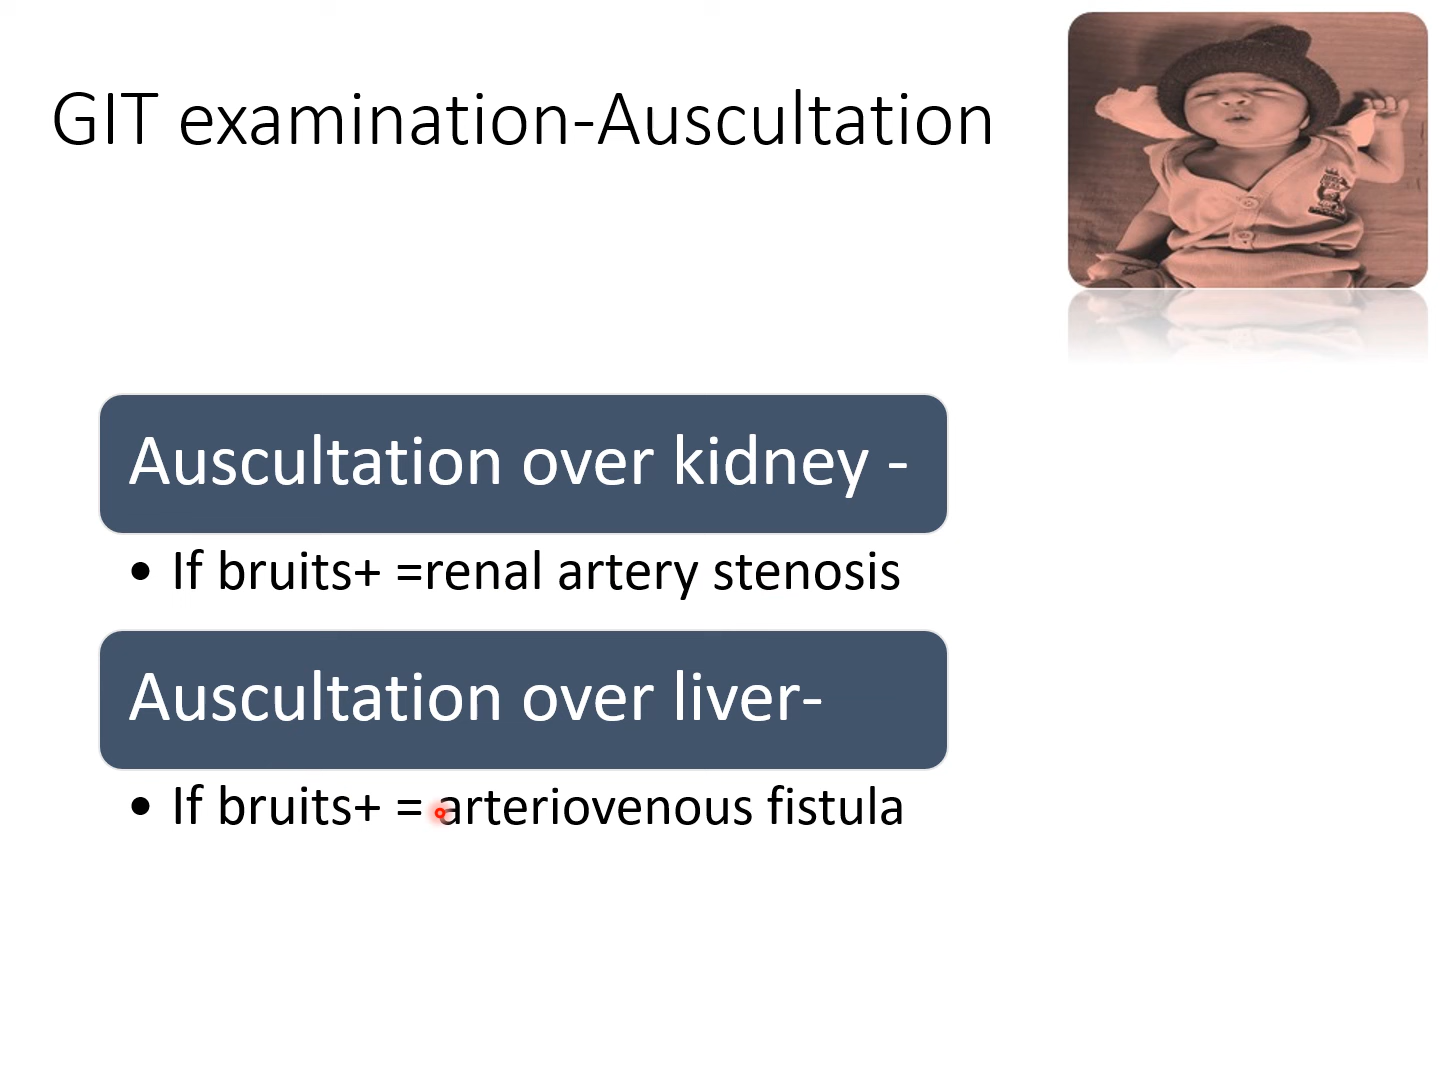 GIT examination-Auscultation
Auscultation over kidney -
• If bruits+ =renal artery stenosis
Auscultation over liver-
• If bruits+ = arteriovenous fistula